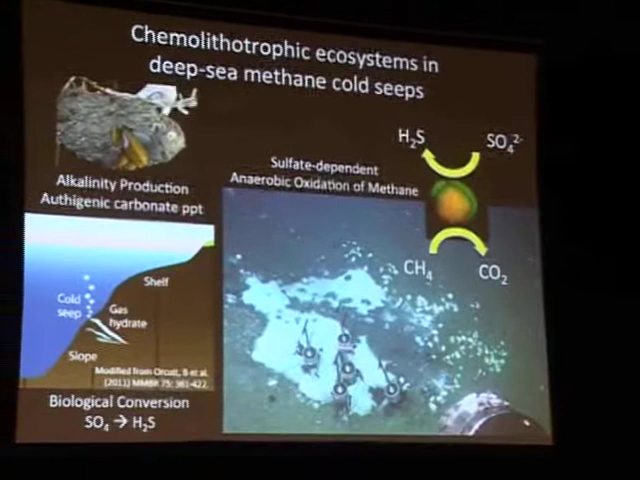 Chemolithotrophic ecosystems in
deep-sea methane cold seeps
Alkalinity Production
Authigenic carbonate ppt
Sulfate-dependent
Anaerobic Oxidation of Methane
H₂S
SO₄²⁻
CH₄
CO₂
Shelf
Cold
seep
Gas
hydrate
Slope
Modified from Orcutt, B et al.
(2011) MMBR 75: 361-422.
Biological Conversion
SO₄ → H₂S